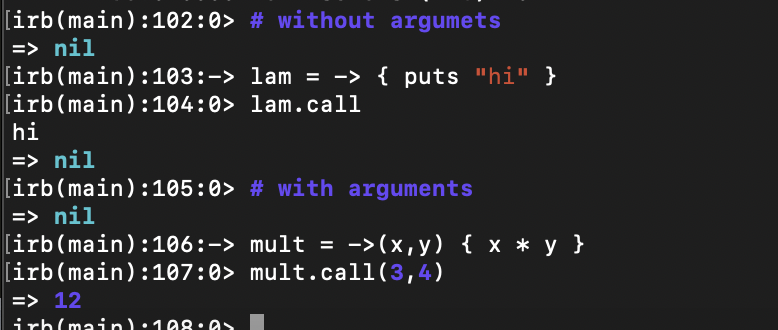 irb(main):102:0> # without argumets
=> nil
irb(main):103:-> lam = -> { puts "hi" }
irb(main):104:0> lam.call
hi
=> nil
irb(main):105:0> # with arguments
=> nil
irb(main):106:-> mult = ->(x,y) { x * y }
irb(main):107:0> mult.call(3,4)
=> 12
irb(main):108:0>